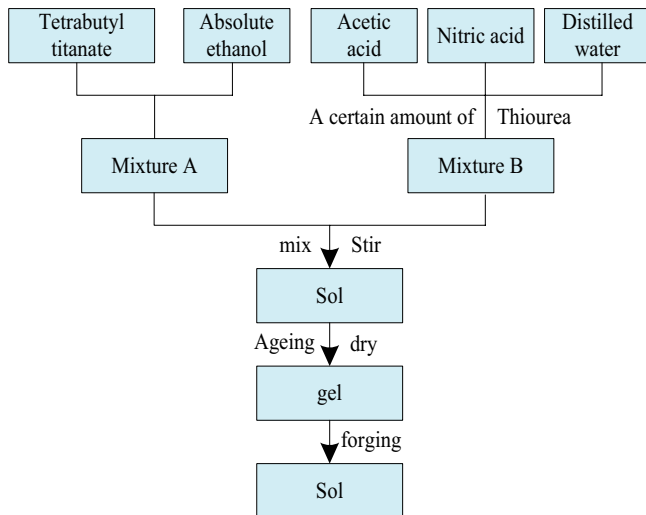 Tetrabutyl
titanate
Absolute
ethanol
Acetic
acid
Nitric acid
Distilled
water
A certain amount of Thiourea
Mixture A
Mixture B
mix Stir
Sol
Ageing dry
gel
forging
Sol